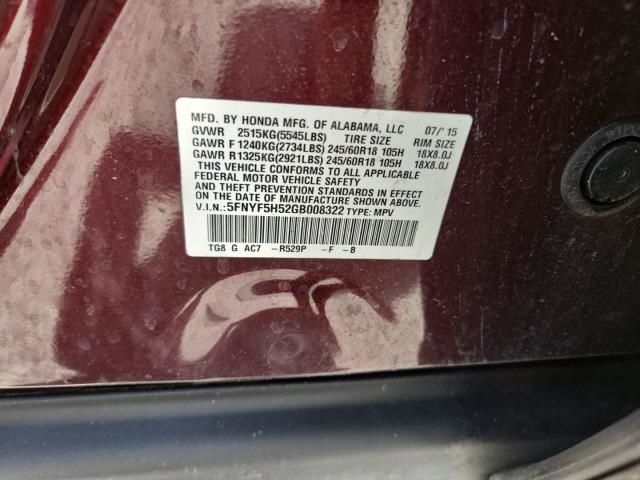 MFD. BY HONDA MFG. OF ALABAMA, LLC 07/'15
GVWR 2515KG(5545LBS) TIRE SIZE RIM SIZE
GAWR F 1240KG(2734LBS) 245/60R18 105H 18X8.0J
GAWR R 1325KG(2921LBS) 245/60R18 105H 18X8.0J
THIS VEHICLE CONFORMS TO ALL APPLICABLE
FEDERAL MOTOR VEHICLE SAFETY
AND THEFT PREVENTION STANDARDS IN EFFECT
ON THE DATE OF MANUFACTURE SHOWN ABOVE.
V.I.N.:5FNYF5H52GB008322 TYPE: MPV
TG8 G AC7 -R529P -F -B